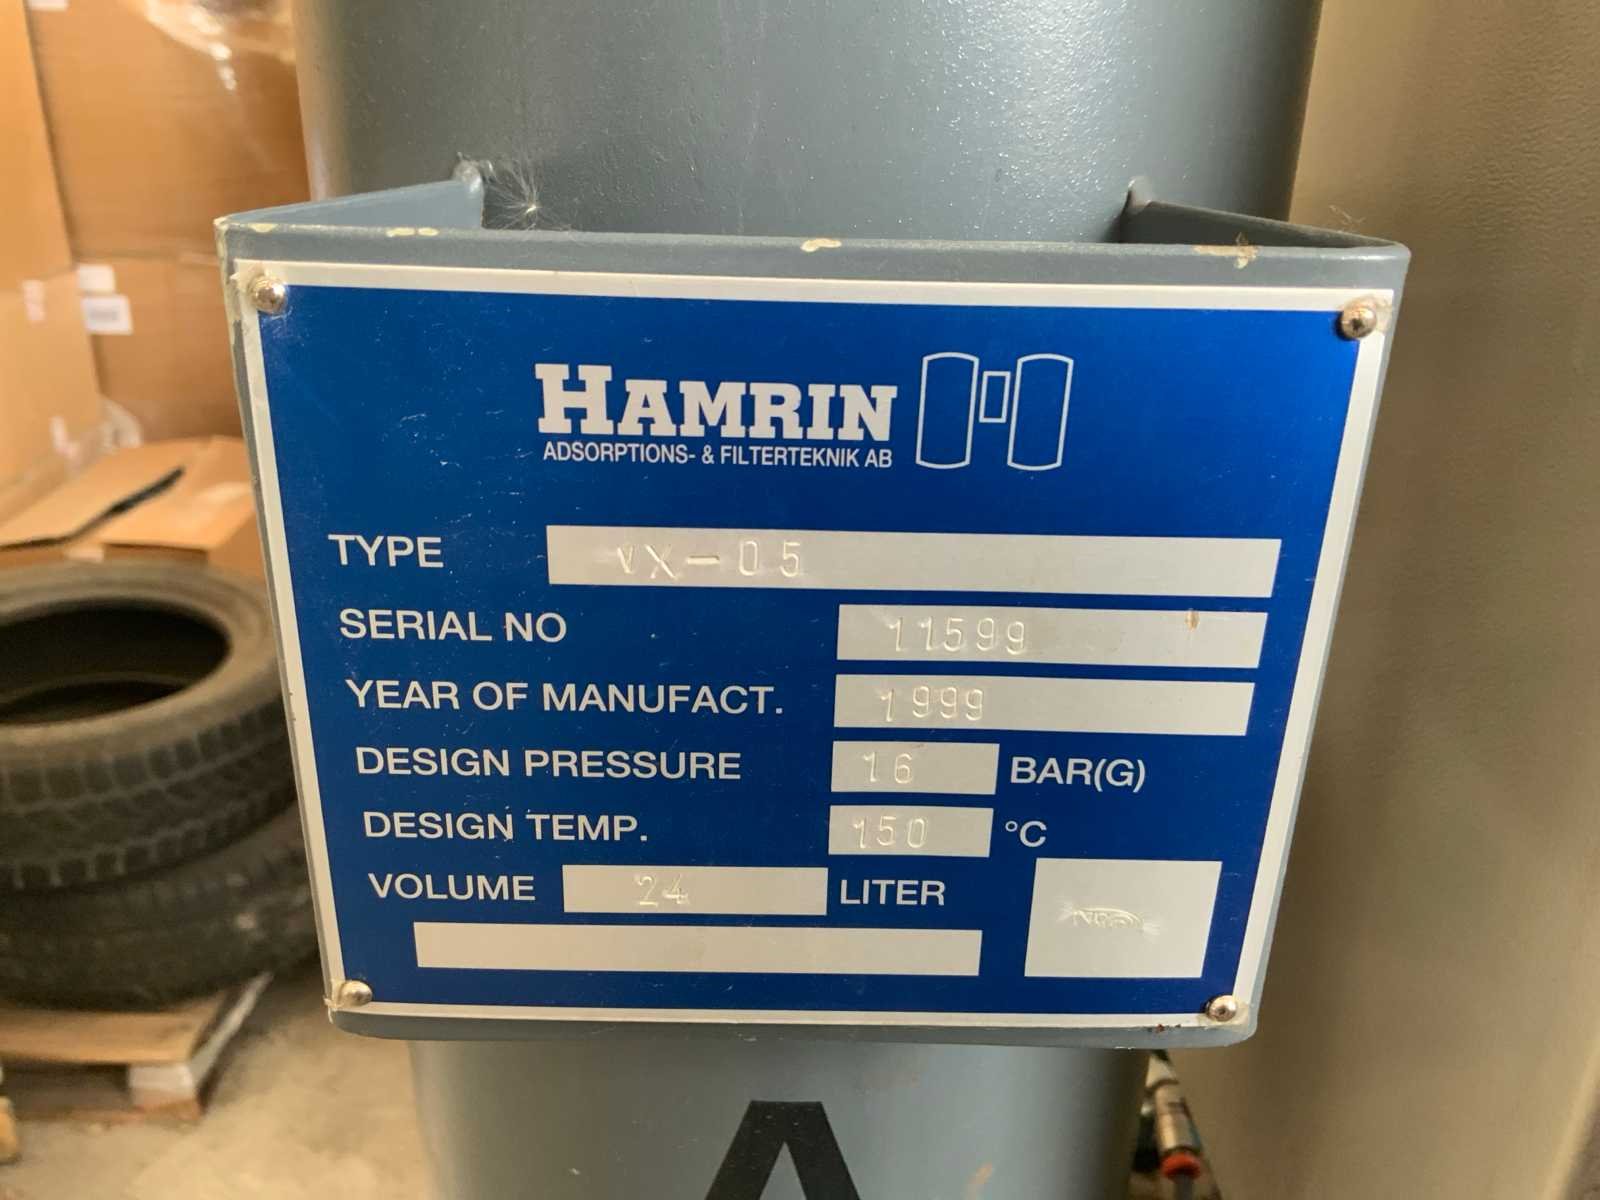 HAMRIN
ADSORPTIONS- & FILTERTEKNIK AB
TYPE VX-05
SERIAL NO 11599
YEAR OF MANUFACT. 1999
DESIGN PRESSURE 16 BAR(G)
DESIGN TEMP. 150 °C
VOLUME 24 LITER
A